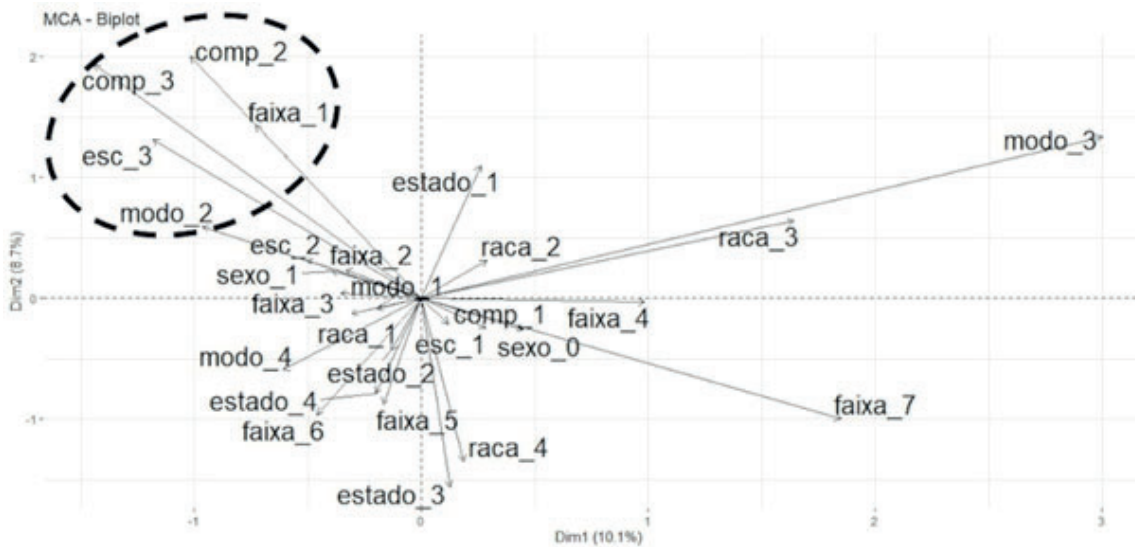 MCA - Biplot
comp_2
comp_3
faixa_1
esc_3
modo_3
estado_1
modo_2
raca_3
esc_2
faixa_2
raca_2
sexo_1
modo_1
faixa_3
comp_1
faixa_4
raca_1
esc_1
sexo_0
modo_4
estado_2
estado_4
faixa_5
faixa_7
faixa_6
raca_4
estado_3
2
1
0
-1
Dim2 (8.7%)
-1
0
1
2
3
Dim1 (10.1%)